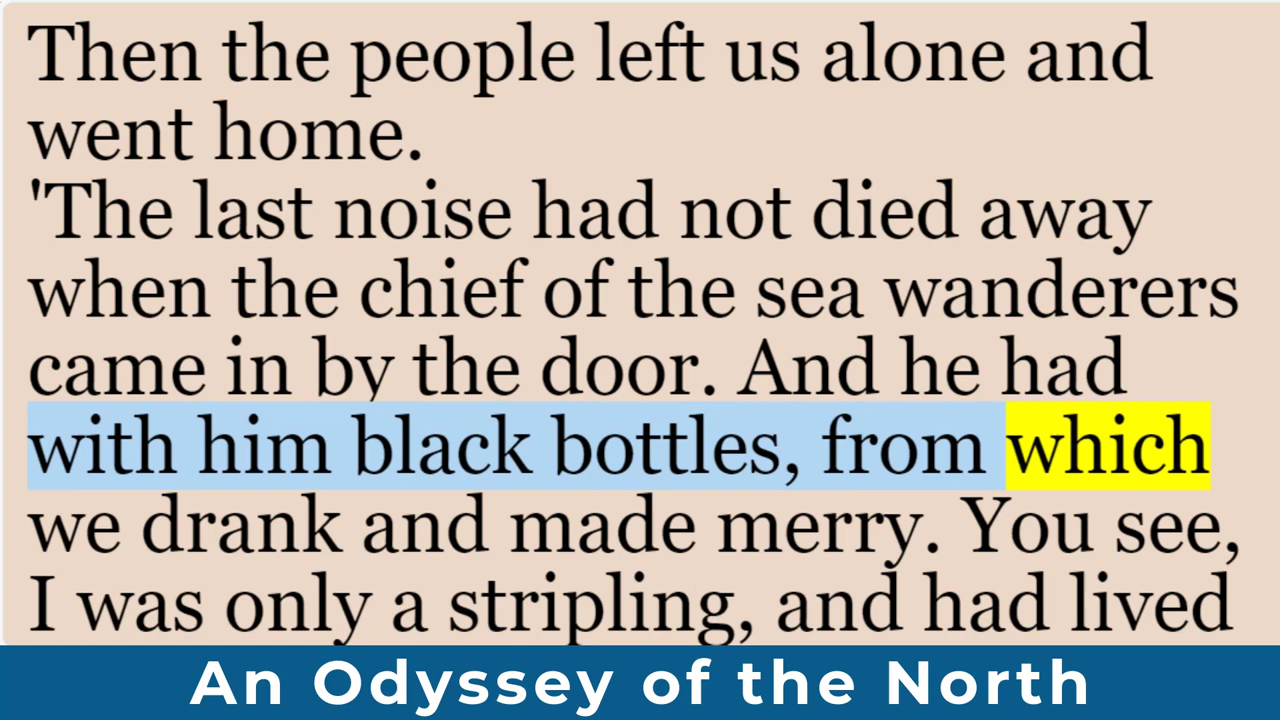 Then the people left us alone and
went home.
'The last noise had not died away
when the chief of the sea wanderers
came in by the door. And he had
with him black bottles, from which
we drank and made merry. You see,
I was only a stripling, and had lived
An Odyssey of the North